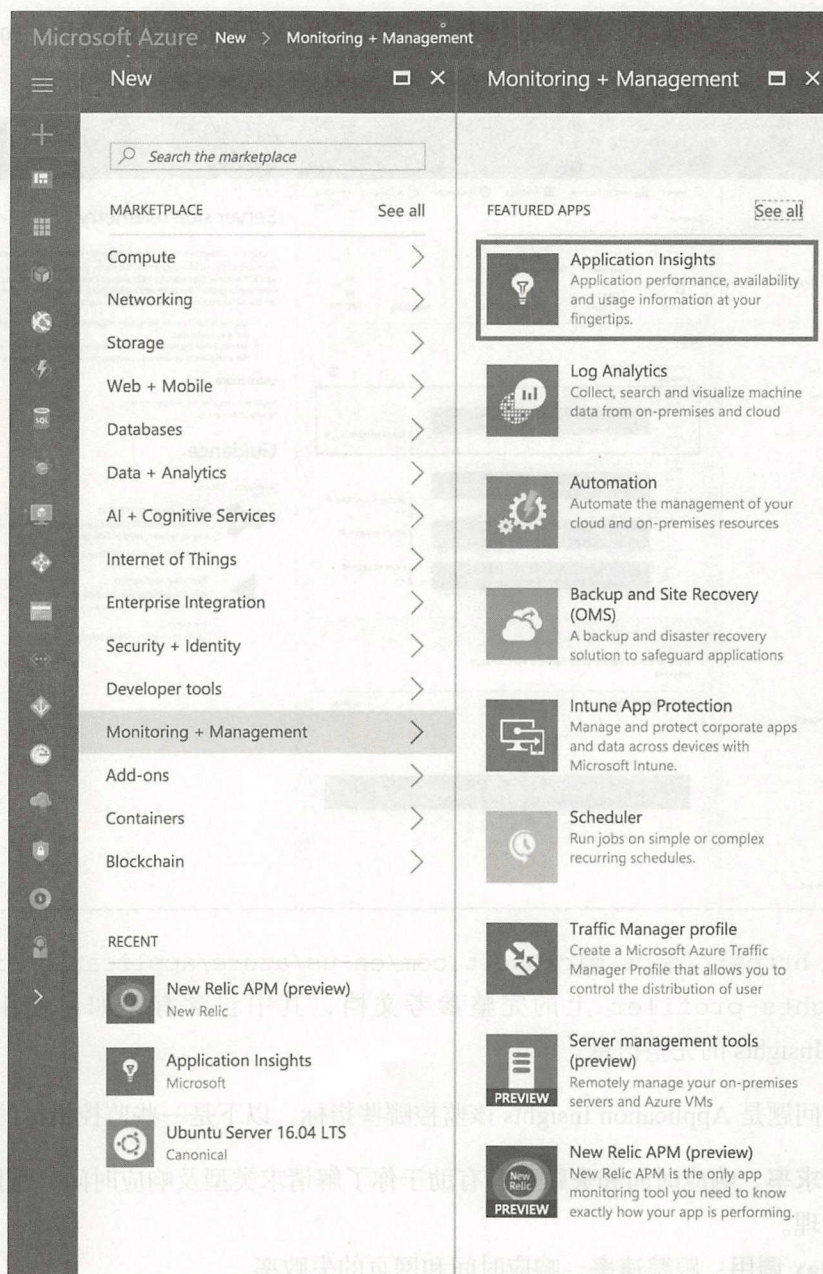 Microsoft Azure New > Monitoring + Management
New
Search the marketplace
MARKETPLACE See all
Compute
Networking
Storage
Web + Mobile
Databases
Data + Analytics
AI + Cognitive Services
Internet of Things
Enterprise Integration
Security + Identity
Developer tools
Monitoring + Management
Add-ons
Containers
Blockchain
RECENT
New Relic APM (preview)
New Relic
Application Insights
Microsoft
Ubuntu Server 16.04 LTS
Canonical
Monitoring + Management
FEATURED APPS See all
Application Insights
Application performance, availability
and usage information at your
fingertips.
Log Analytics
Collect, search and visualize machine
data from on-premises and cloud
Automation
Automate the management of your
cloud and on-premises resources
Backup and Site Recovery
(OMS)
A backup and disaster recovery
solution to safeguard applications
Intune App Protection
Manage and protect corporate apps
and data across devices with
Microsoft Intune.
Scheduler
Run jobs on simple or complex
recurring schedules.
Traffic Manager profile
Create a Microsoft Azure Traffic
Manager Profile that allows you to
control the distribution of user
Server management tools
(preview)
Remotely manage your on-premises
servers and Azure VMs
PREVIEW
New Relic APM (preview)
New Relic APM is the only app
monitoring tool you need to know
exactly how your app is performing.
New
Relic
PREVIEW
SQL